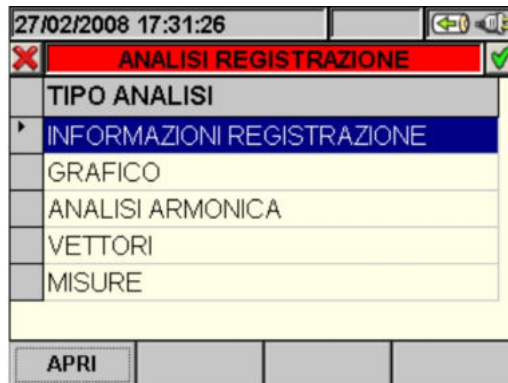 27/02/2008 17:31:26
ANALISI REGISTRAZIONE
TIPO ANALISI
INFORMAZIONI REGISTRAZIONE
GRAFICO
ANALISI ARMONICA
VETTORI
MISURE
APRI